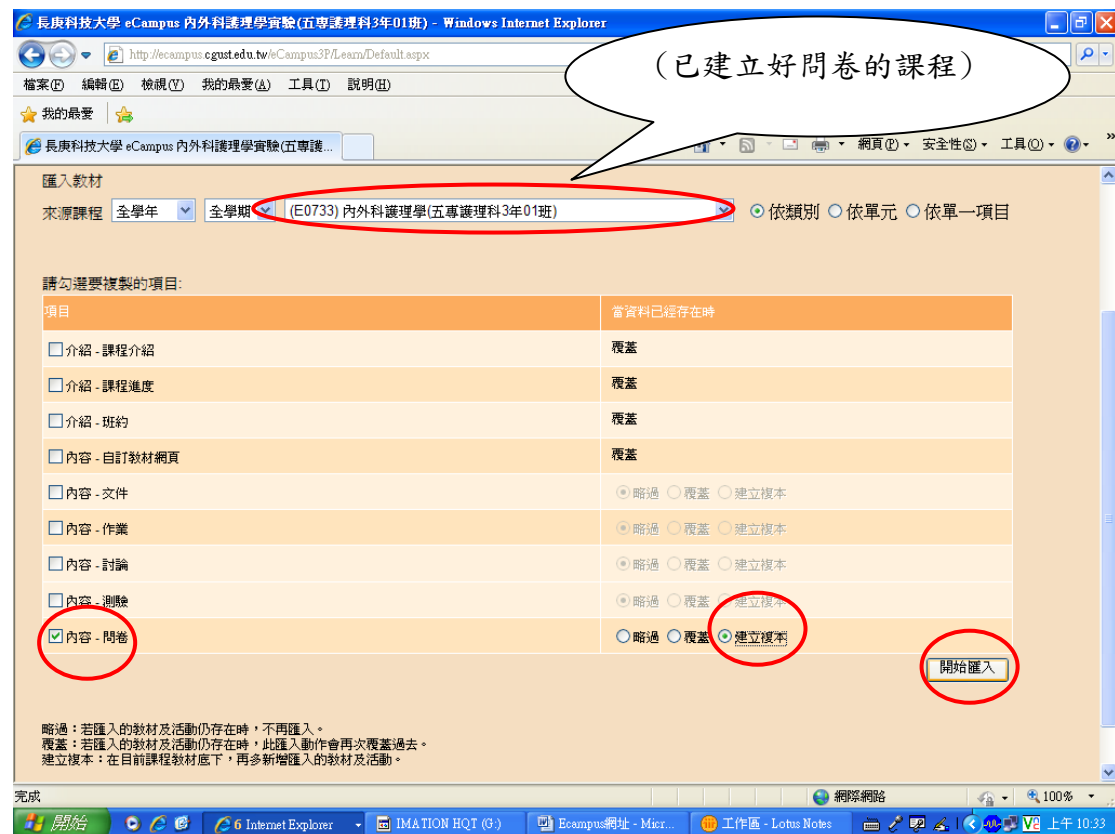 長庚科技大學 eCampus 內外科護理學實驗(五專護理科3年01班) - Windows Internet Explorer
http://ecampus.cgust.edu.tw/eCampus3P/Learn/Default.aspx
(已建立好問卷的課程)
檔案(F) 編輯(E) 檢視(V) 我的最愛(A) 工具(T) 說明(H)
我的最愛
長庚科技大學 eCampus 內外科護理學實驗(五專護...
網頁(P) 安全性(S) 工具(O)
匯入教材
來源課程 全學年 全學期 (E0733) 內外科護理學(五專護理科3年01班) 依類別 依單元 依單一項目
請勾選要複製的項目:
項目 當資料已經存在時
介紹 - 課程介紹 覆蓋
介紹 - 課程進度 覆蓋
介紹 - 班約 覆蓋
內容 - 自訂教材網頁 覆蓋
內容 - 文件 略過 覆蓋 建立複本
內容 - 作業 略過 覆蓋 建立複本
內容 - 討論 略過 覆蓋 建立複本
內容 - 測驗 略過 覆蓋 建立複本
內容 - 問卷 略過 覆蓋 建立複本
開始匯入
略過：若匯入的教材及活動仍存在時，不再匯入。
覆蓋：若匯入的教材及活動仍存在時，此匯入動作會再次覆蓋過去。
建立複本：在目前課程教材底下，再多新增匯入的教材及活動。
完成 網際網路 100%
開始 6 Internet Explorer IMATION HQT (G:) Ecampus網址 - Micr... 工作區 - Lotus Notes 上午 10:33